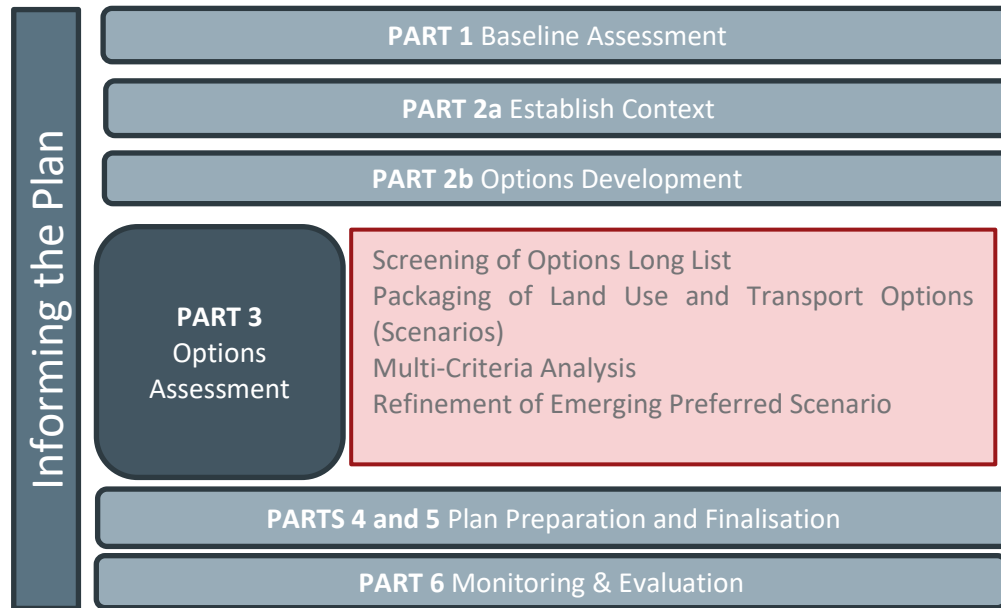 Informing the Plan
PART 1 Baseline Assessment
PART 2a Establish Context
PART 2b Options Development
PART 3
Options
Assessment
Screening of Options Long List
Packaging of Land Use and Transport Options
(Scenarios)
Multi-Criteria Analysis
Refinement of Emerging Preferred Scenario
PARTS 4 and 5 Plan Preparation and Finalisation
PART 6 Monitoring & Evaluation